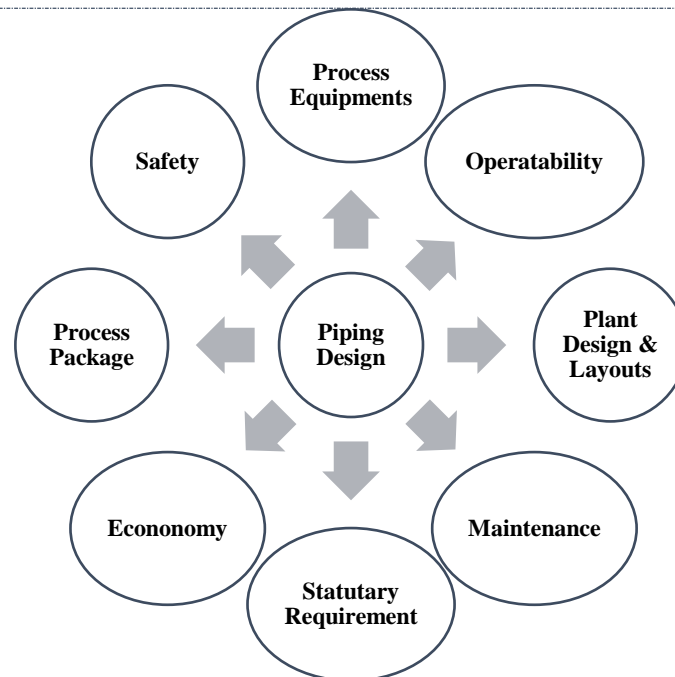 Process
Equipments
Operatability
Safety
Plant
Design &
Layouts
Piping
Design
Process
Package
Maintenance
Econonomy
Statutary
Requirement